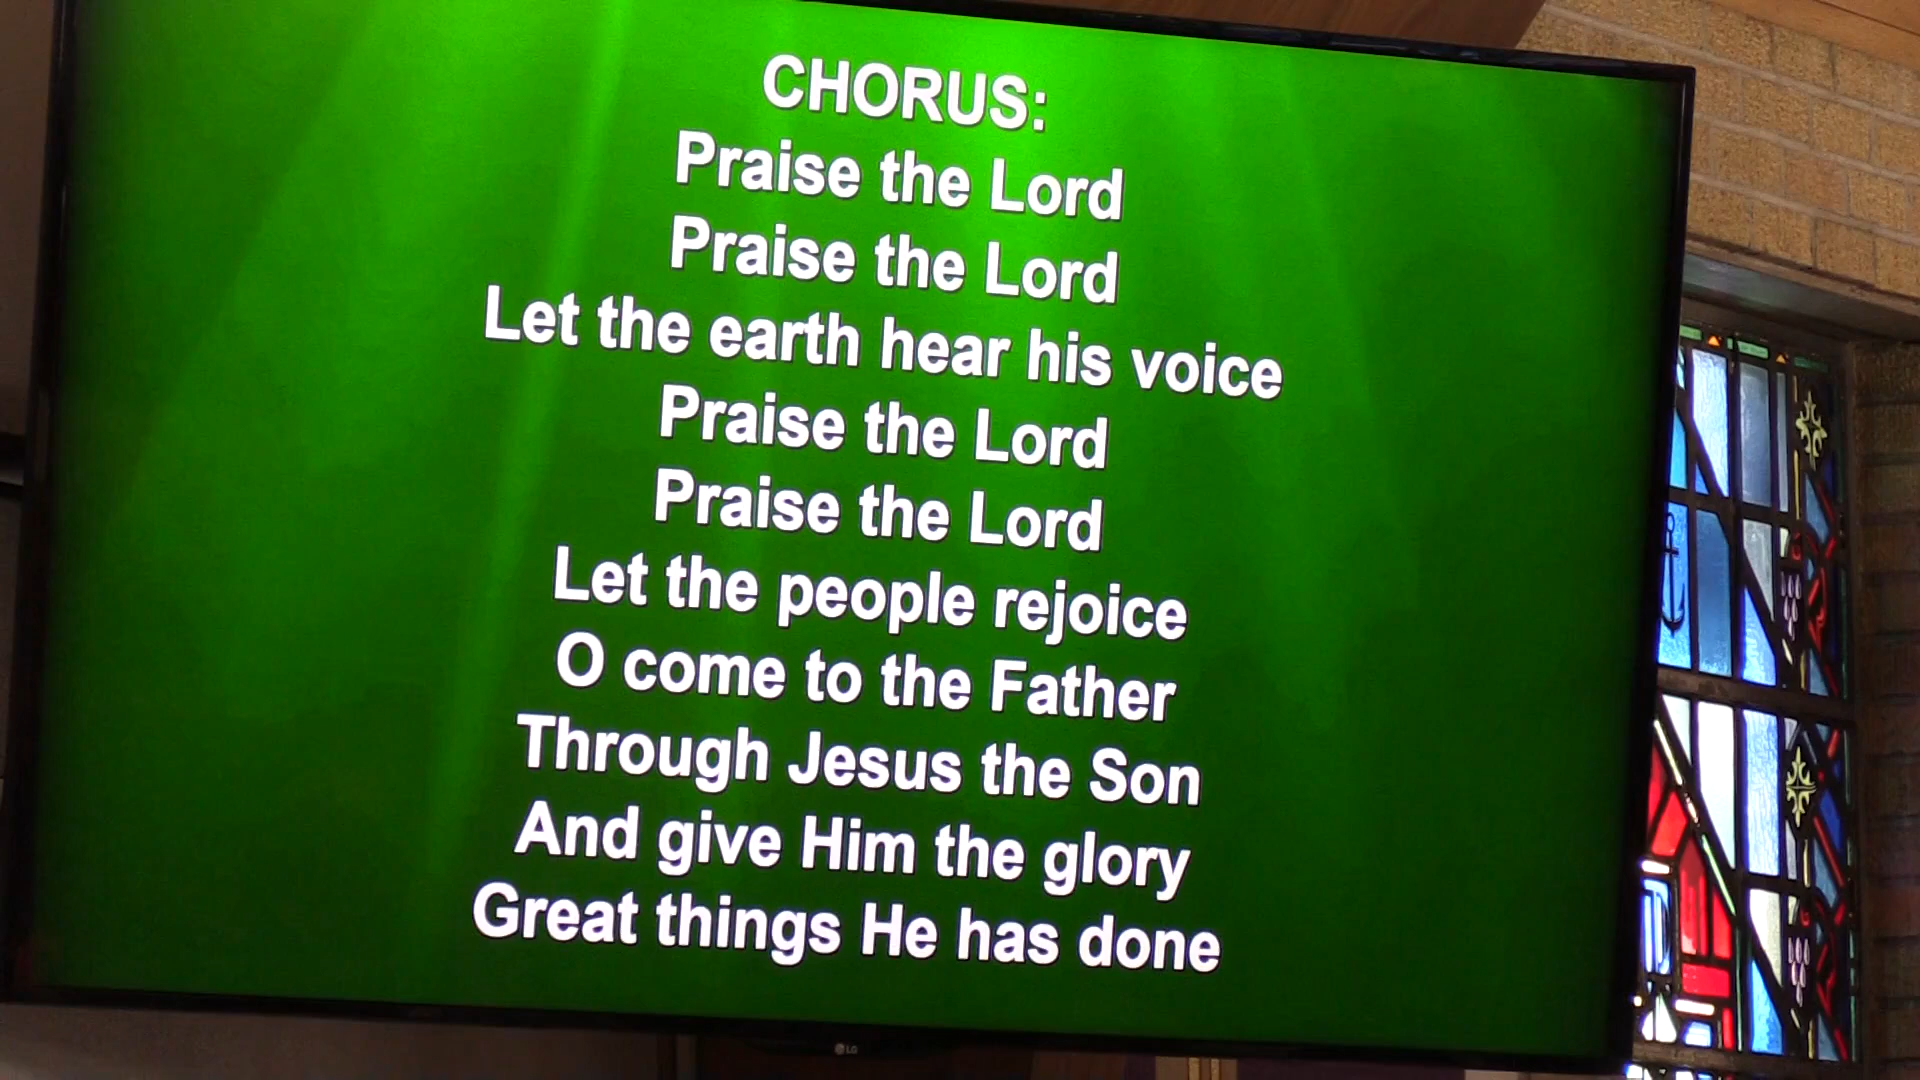 CHORUS:
Praise the Lord
Praise the Lord
Let the earth hear his voice
Praise the Lord
Praise the Lord
Let the people rejoice
O come to the Father
Through Jesus the Son
And give Him the glory
Great things He has done
LG